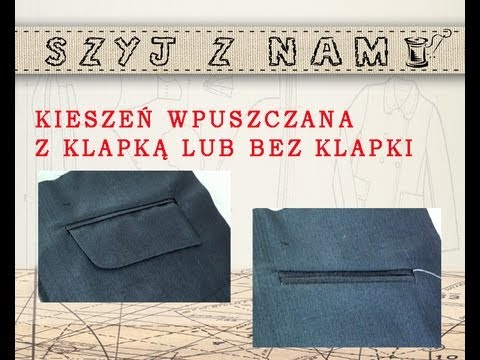 SZYJ Z NAMI
KIESZEŃ WPUSZCZANA
Z KLAPKĄ LUB BEZ KLAPKI